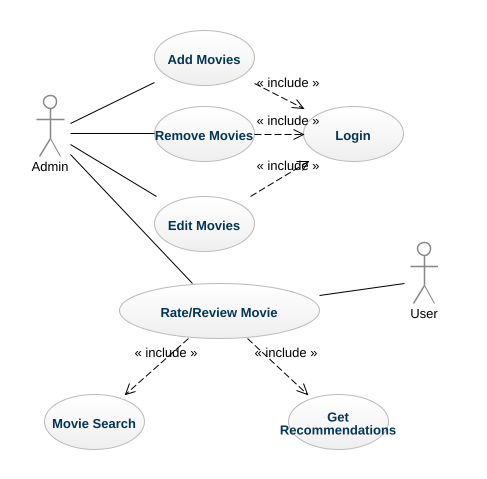 Add Movies
« include »
« include »
Remove Movies
Login
Admin
« include »
Edit Movies
Rate/Review Movie
User
« include »
« include »
Movie Search
Get
Recommendations